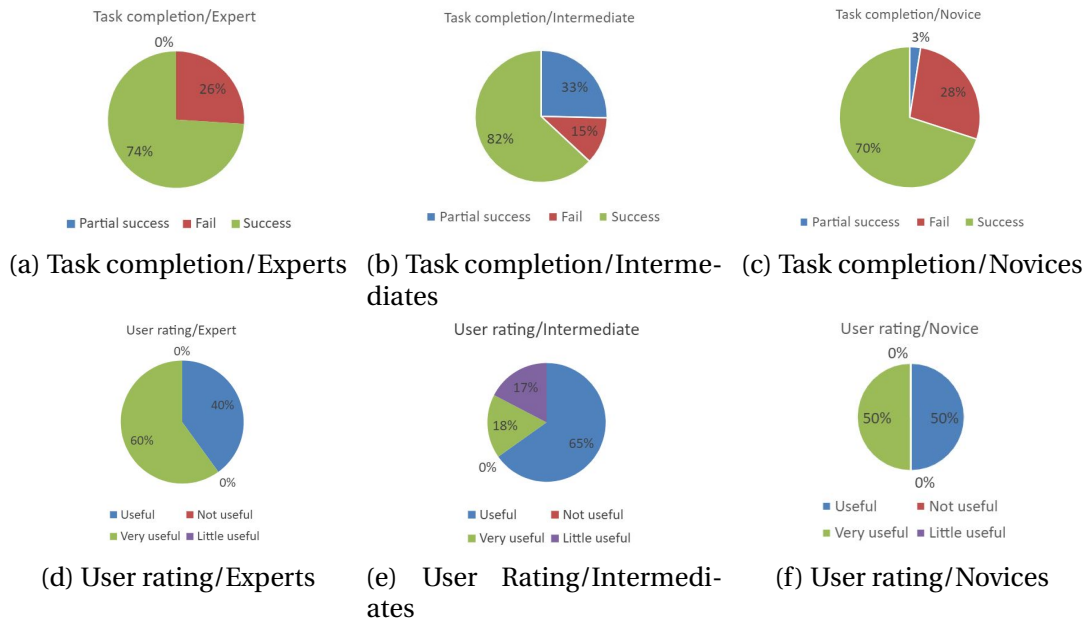 Task completion/Expert
0%
26%
74%
Partial success Fail Success
(a) Task completion/Experts
Task completion/Intermediate
33%
15%
82%
Partial success Fail Success
(b) Task completion/Interme-
diates
Task completion/Novice
3%
28%
70%
Partial success Fail Success
(c) Task completion/Novices
User rating/Expert
0%
40%
60%
0%
Useful Not useful
Very useful Little useful
(d) User rating/Experts
User rating/Intermediate
17%
18%
65%
0%
Useful Not useful
Very useful Little useful
(e) User Rating/Intermedi-
ates
User rating/Novice
0%
50% 50%
0%
Useful Not useful
Very useful Little useful
(f) User rating/Novices